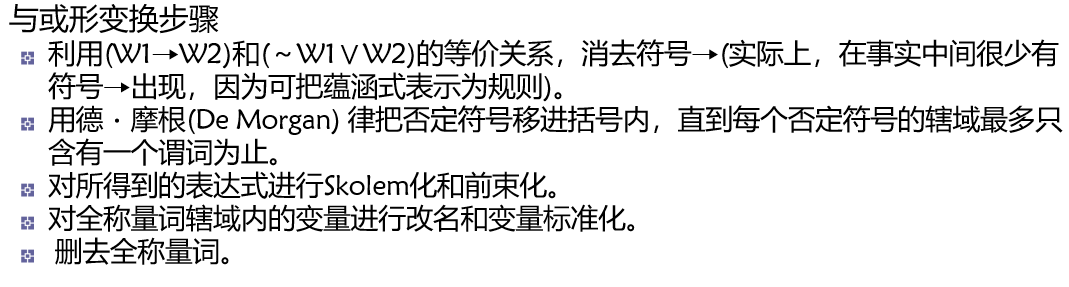 与或形变换步骤
利用(W1→W2)和(～W1∨W2)的等价关系，消去符号→(实际上，在事实中间很少有
符号→出现，因为可把蕴涵式表示为规则)。
用德·摩根(De Morgan) 律把否定符号移进括号内，直到每个否定符号的辖域最多只
含有一个谓词为止。
对所得到的表达式进行Skolem化和前束化。
对全称量词辖域内的变量进行改名和变量标准化。
删去全称量词。